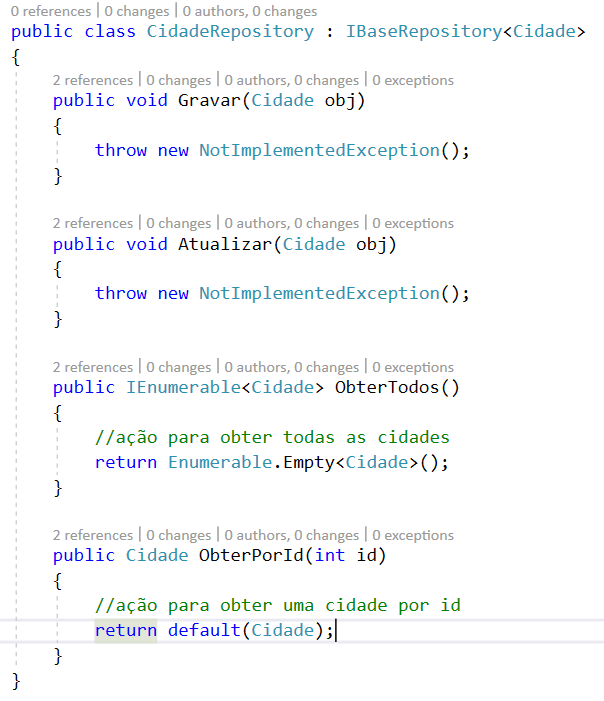 0 references | 0 changes | 0 authors, 0 changes
public class CidadeRepository : IBaseRepository<Cidade>
{
2 references | 0 changes | 0 authors, 0 changes | 0 exceptions
public void Gravar(Cidade obj)
{
throw new NotImplementedException();
}
2 references | 0 changes | 0 authors, 0 changes | 0 exceptions
public void Atualizar(Cidade obj)
{
throw new NotImplementedException();
}
2 references | 0 changes | 0 authors, 0 changes | 0 exceptions
public IEnumerable<Cidade> ObterTodos()
{
//ação para obter todas as cidades
return Enumerable.Empty<Cidade>();
}
2 references | 0 changes | 0 authors, 0 changes | 0 exceptions
public Cidade ObterPorId(int id)
{
//ação para obter uma cidade por id
return default(Cidade);
}
}